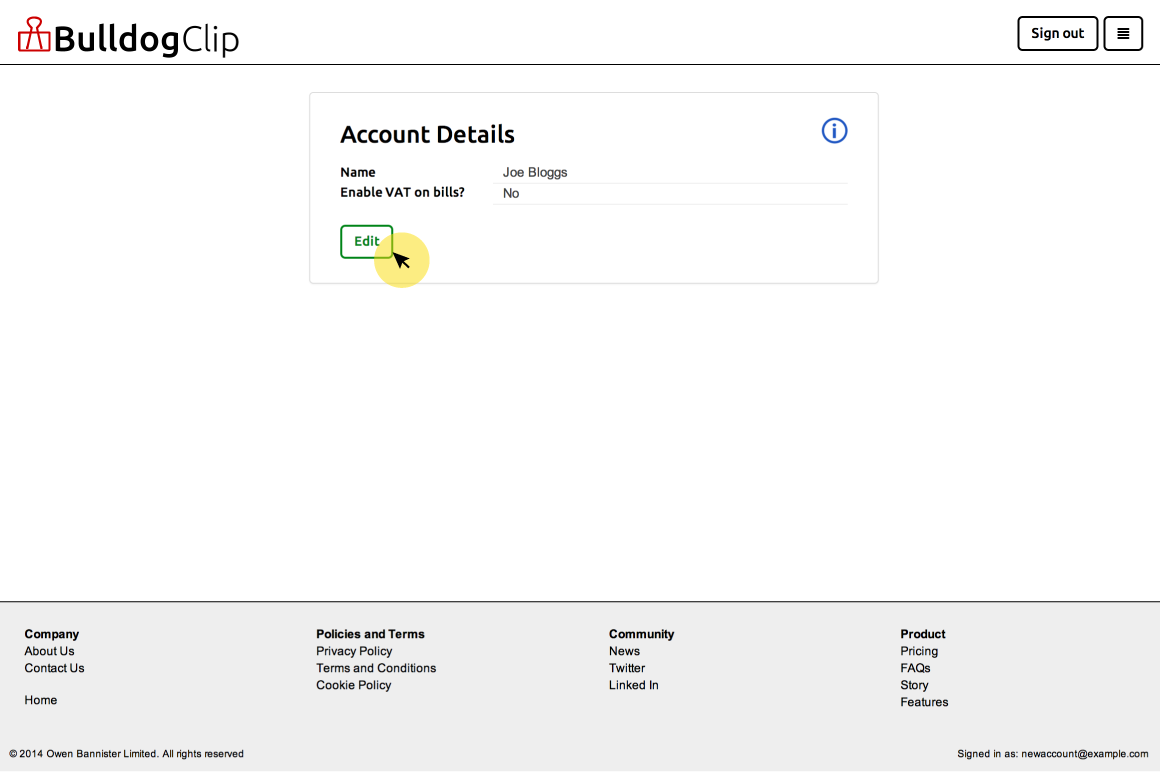 BulldogClip
Sign out
Account Details
Name Joe Bloggs
Enable VAT on bills? No
Edit
Company
About Us
Contact Us
Home
Policies and Terms
Privacy Policy
Terms and Conditions
Cookie Policy
Community
News
Twitter
Linked In
Product
Pricing
FAQs
Story
Features
© 2014 Owen Bannister Limited. All rights reserved
Signed in as: newaccount@example.com